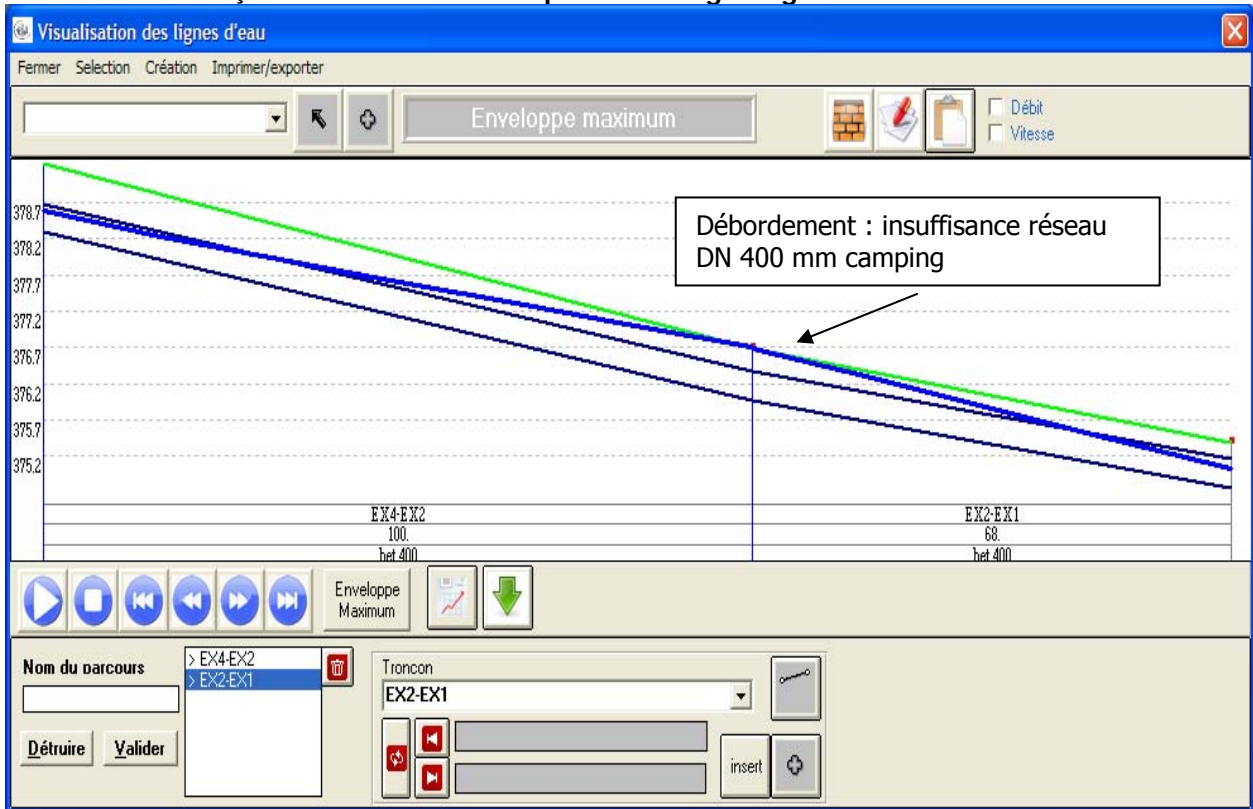 Visualisation des lignes d'eau
Fermer Selection Création Imprimer/exporter
Enveloppe maximum
Débit
Vitesse
Débordement : insuffisance réseau
DN 400 mm camping
378.7
378.2
377.7
377.2
376.7
376.2
375.7
375.2
EX4-EX2 EX2-EX1
100. 68.
bet 400 bet 400
Enveloppe
Maximum
Nom du parcours
> EX4-EX2
> EX2-EX1
Détruire Valider
Troncon
EX2-EX1
insert